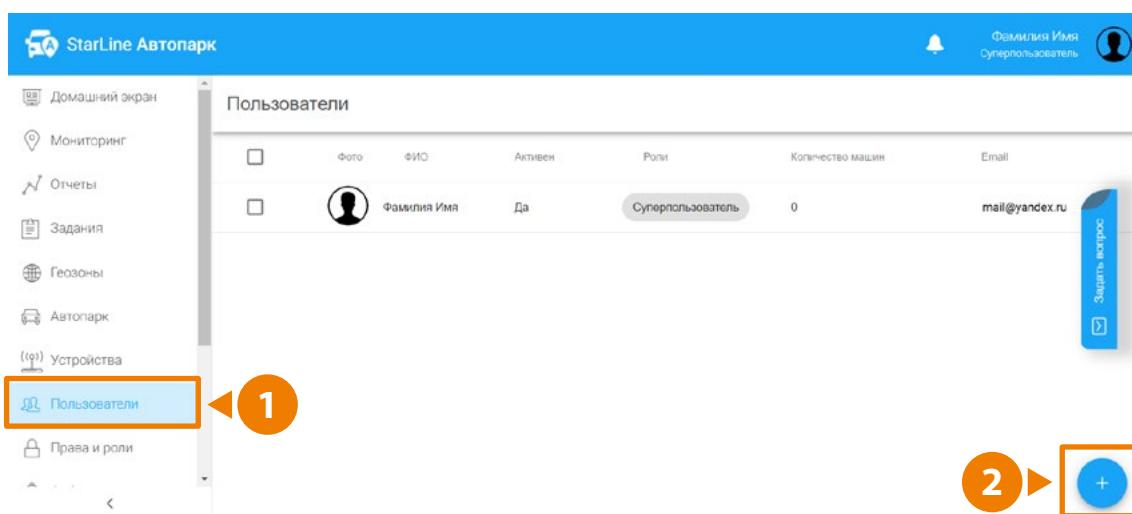 StarLine Автопарк
Фамилия Имя
Суперпользователь
Домашний экран
Мониторинг
Отчеты
Задания
Геозоны
Автопарк
Устройства
Пользователи
Права и роли
Пользователи
Фото ФИО Активен Роли Количество машин Email
Фамилия Имя Да Суперпользователь 0 mail@yandex.ru
Задать вопрос
1
2
+